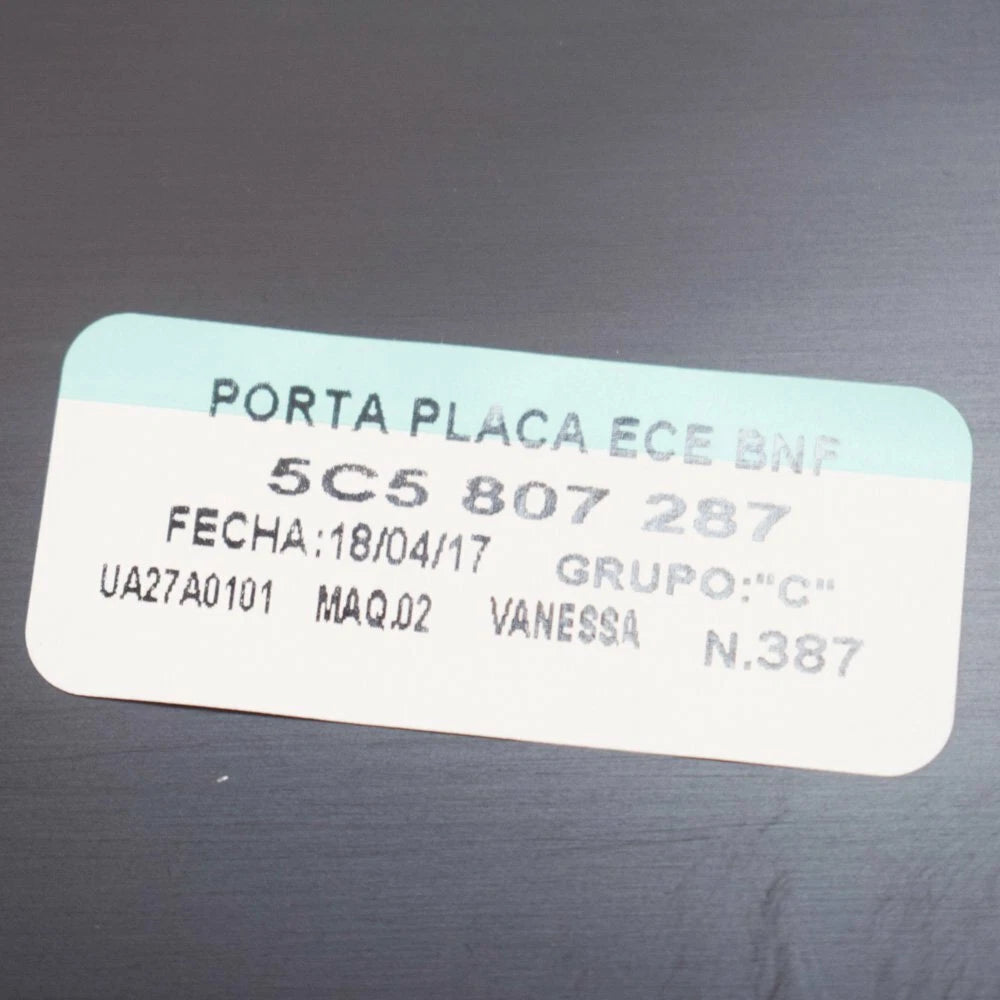 PORTA PLACA ECE BNF
5C5 807 287
FECHA:18/04/17 GRUPO:"C"
UA27A0101 MAQ.02 VANESSA N.387